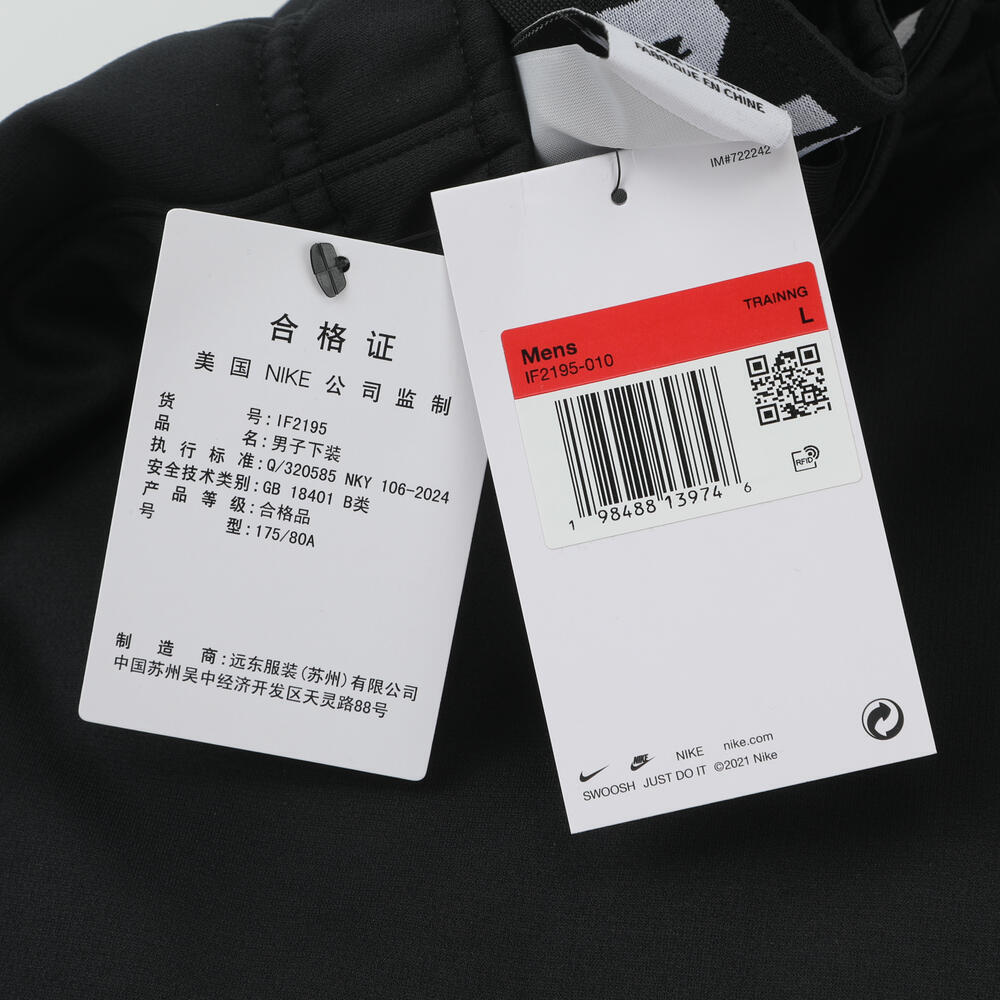 FABRIQUÉ EN CHINE
合格证
美国 NIKE 公司监制
货号:IF2195
品名:男子下装
执行标准:Q/320585 NKY 106-2024
安全技术类别:GB 18401 B类
产品等级:合格品
号型:175/80A
制造商:远东服装(苏州)有限公司
中国苏州吴中经济开发区天灵路88号
IM#722242
TRAINNG
L
Mens
IF2195-010
RFID
1 98488 13974 6
NIKE NIKE nike.com
SWOOSH JUST DO IT ©2021 Nike